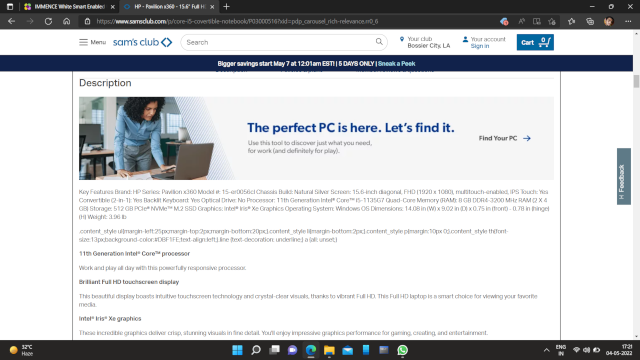 IMMENCE White Smart Enabled
HP - Pavilion x360 - 15.6" Full H
https://www.samsclub.com/p/core-i5-covertible-notebook/P03000516?xid=pdp_carousel_rich-relevance.rr0_6
Menu
sam's club
Search
Your club
Bossier City, LA
Your account
Sign in
Cart
0
Bigger savings start May 7 at 12:01am EST! | 5 DAYS ONLY | Sneak a Peek
Description
The perfect PC is here. Let's find it.
Use this tool to discover just what you need,
for work (and definitely for play).
Find Your PC
Feedback
Key Features Brand: HP Series: Pavilion x360 Model #: 15-er0056cl Chassis Build: Natural Silver Screen: 15.6-inch diagonal, FHD (1920 x 1080), multitouch-enabled, IPS Touch: Yes
Convertible (2-in-1): Yes Backlit Keyboard: Yes Optical Drive: No Processor: 11th Generation Intel® Core™ i5-1135G7 Quad-Core Memory (RAM): 8 GB DDR4-3200 MHz RAM (2 X 4
GB) Storage: 512 GB PCIe® NVMe™ M.2 SSD Graphics: Intel® Iris® Xe Graphics Operating System: Windows OS Dimensions: 14.08 in (W) x 9.02 in (D) x 0.75 in (front) - 0.78 in (hinge)
(H) Weight: 3.96 lb
.content_style ul{margin-left:25px;margin-top:2px;margin-bottom:20px;}.content_style li{margin-bottom:2px;}.content_style p{margin:10px 0;}.content_style th{font-
size:13px;background-color:#DBF1FE;text-align:left;}.line {text-decoration: underline;} a {all: unset;}
11th Generation Intel® Core™ processor
Work and play all day with this powerfully responsive processor.
Brilliant Full HD touchscreen display
This beautiful display boasts intuitive touchscreen technology and crystal-clear visuals, thanks to vibrant Full HD. This Full HD laptop is a smart choice for viewing your favorite
media.
Intel® Iris® Xe graphics
These incredible graphics deliver crisp, stunning visuals in fine detail. You'll enjoy impressive graphics performance for gaming, creating, and entertainment.
32°C
Haze
ENG
IN
17:21
04-05-2022